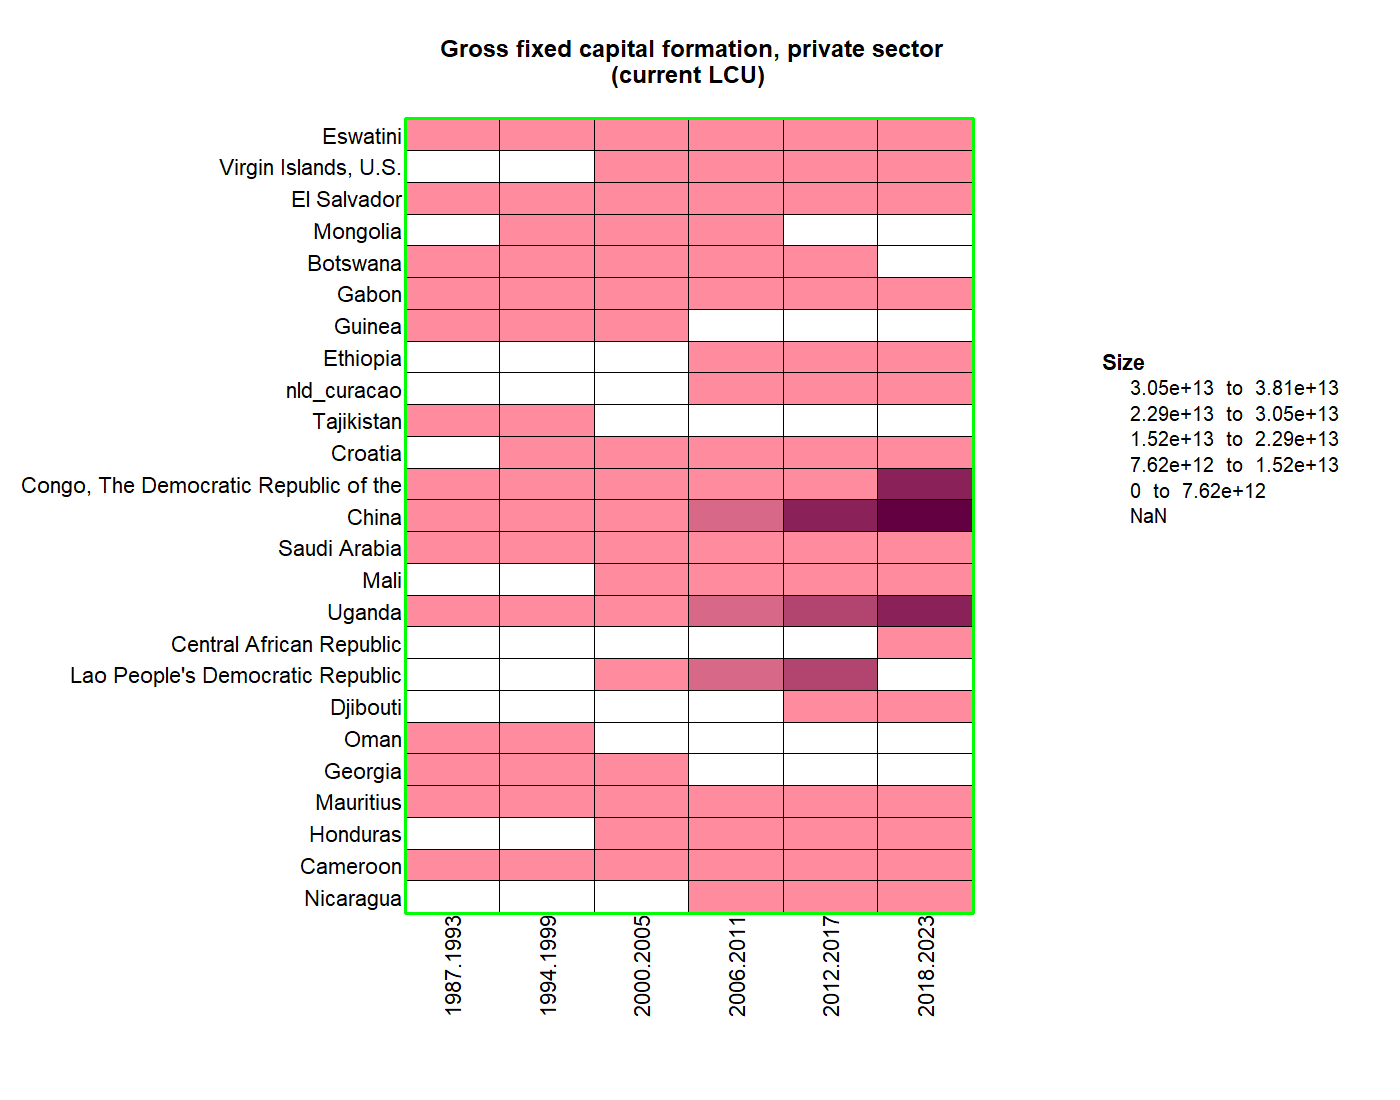 Gross fixed capital formation, private sector
(current LCU)
Eswatini
Virgin Islands, U.S.
El Salvador
Mongolia
Botswana
Gabon
Guinea
Ethiopia
nld_curacao
Tajikistan
Croatia
Congo, The Democratic Republic of the
China
Saudi Arabia
Mali
Uganda
Central African Republic
Lao People's Democratic Republic
Djibouti
Oman
Georgia
Mauritius
Honduras
Cameroon
Nicaragua
1987.1993
1994.1999
2000.2005
2006.2011
2012.2017
2018.2023
Size
3.05e+13 to 3.81e+13
2.29e+13 to 3.05e+13
1.52e+13 to 2.29e+13
7.62e+12 to 1.52e+13
0 to 7.62e+12
NaN